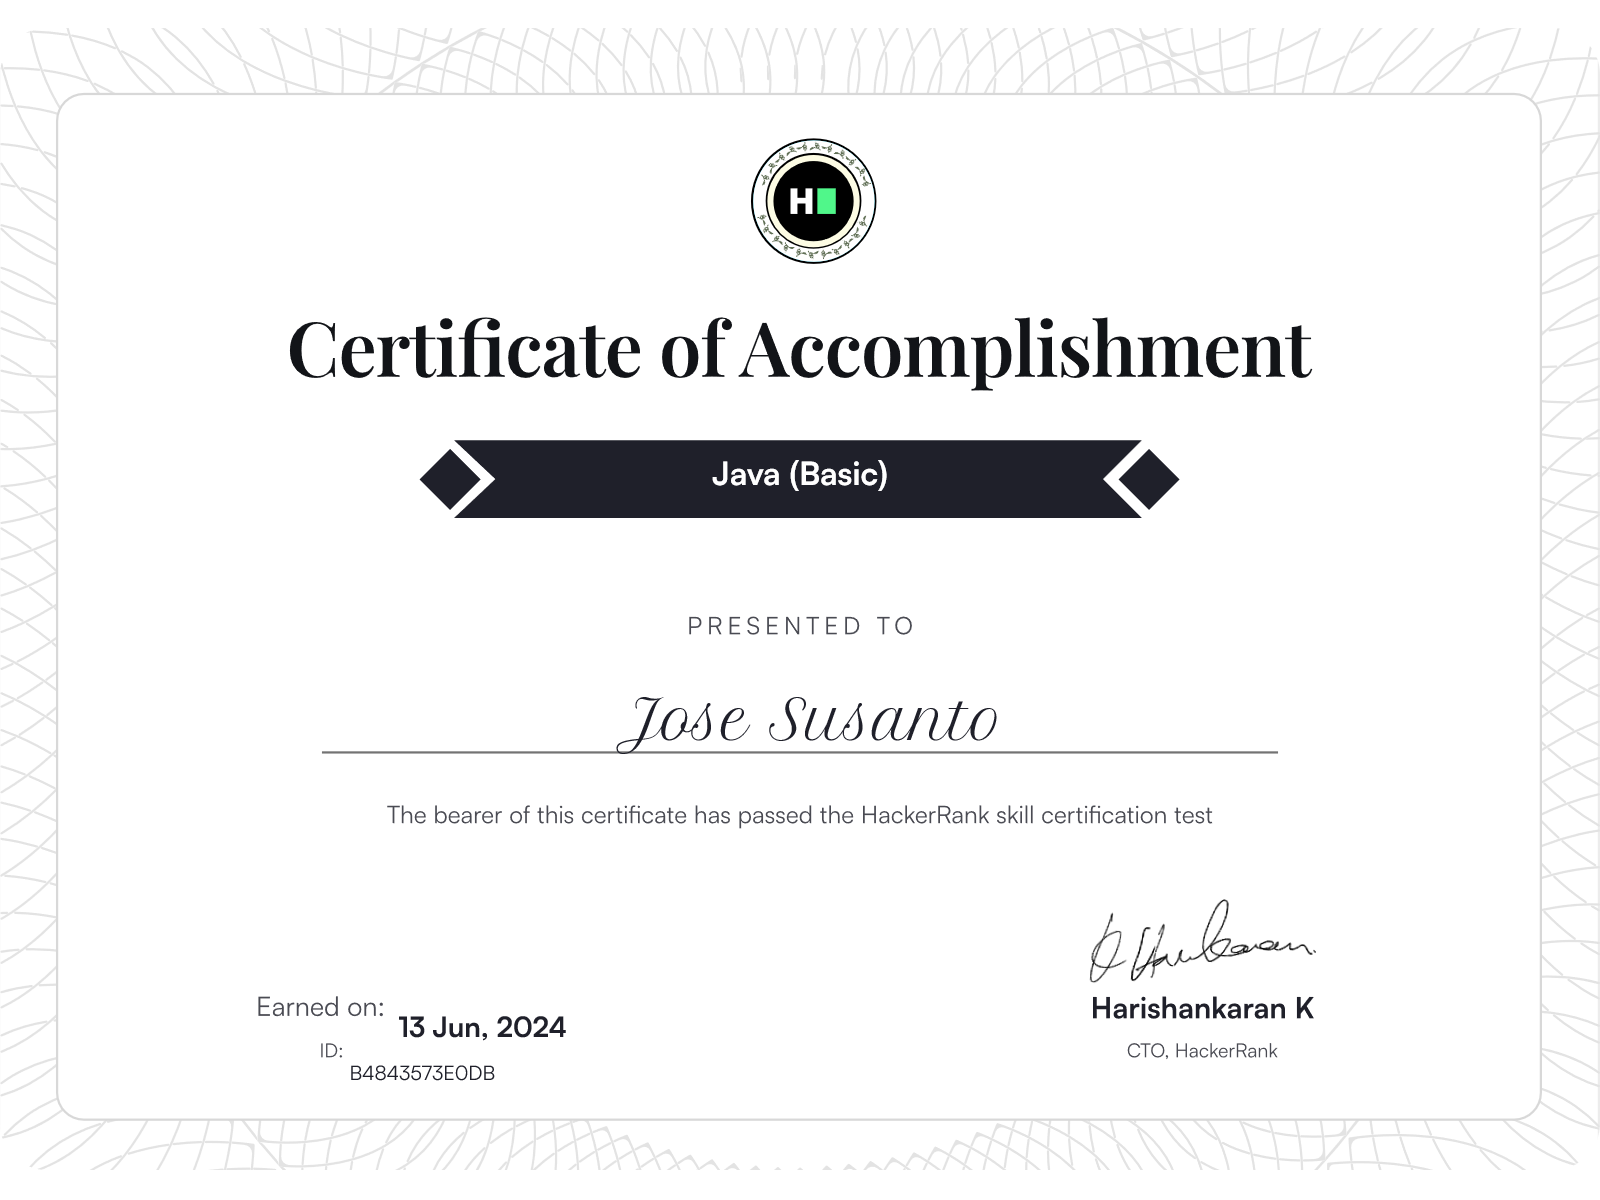 H
Certificate of Accomplishment
Java (Basic)
PRESENTED TO
Jose Susanto
The bearer of this certificate has passed the HackerRank skill certification test
Earned on: 13 Jun, 2024
ID: B4843573E0DB
K Harikaran.
Harishankaran K
CTO, HackerRank